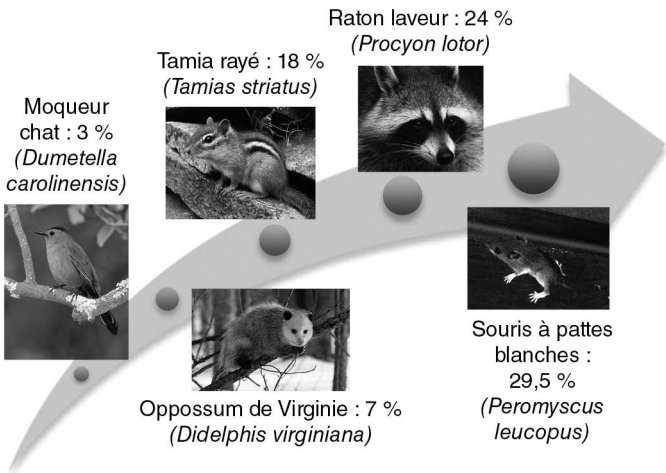 Moqueur
chat : 3 %
(Dumetella
carolinensis)
Tamia rayé : 18 %
(Tamias striatus)
Raton laveur : 24 %
(Procyon lotor)
Oppossum de Virginie : 7 %
(Didelphis virginiana)
Souris à pattes
blanches :
29,5 %
(Peromyscus
leucopus)